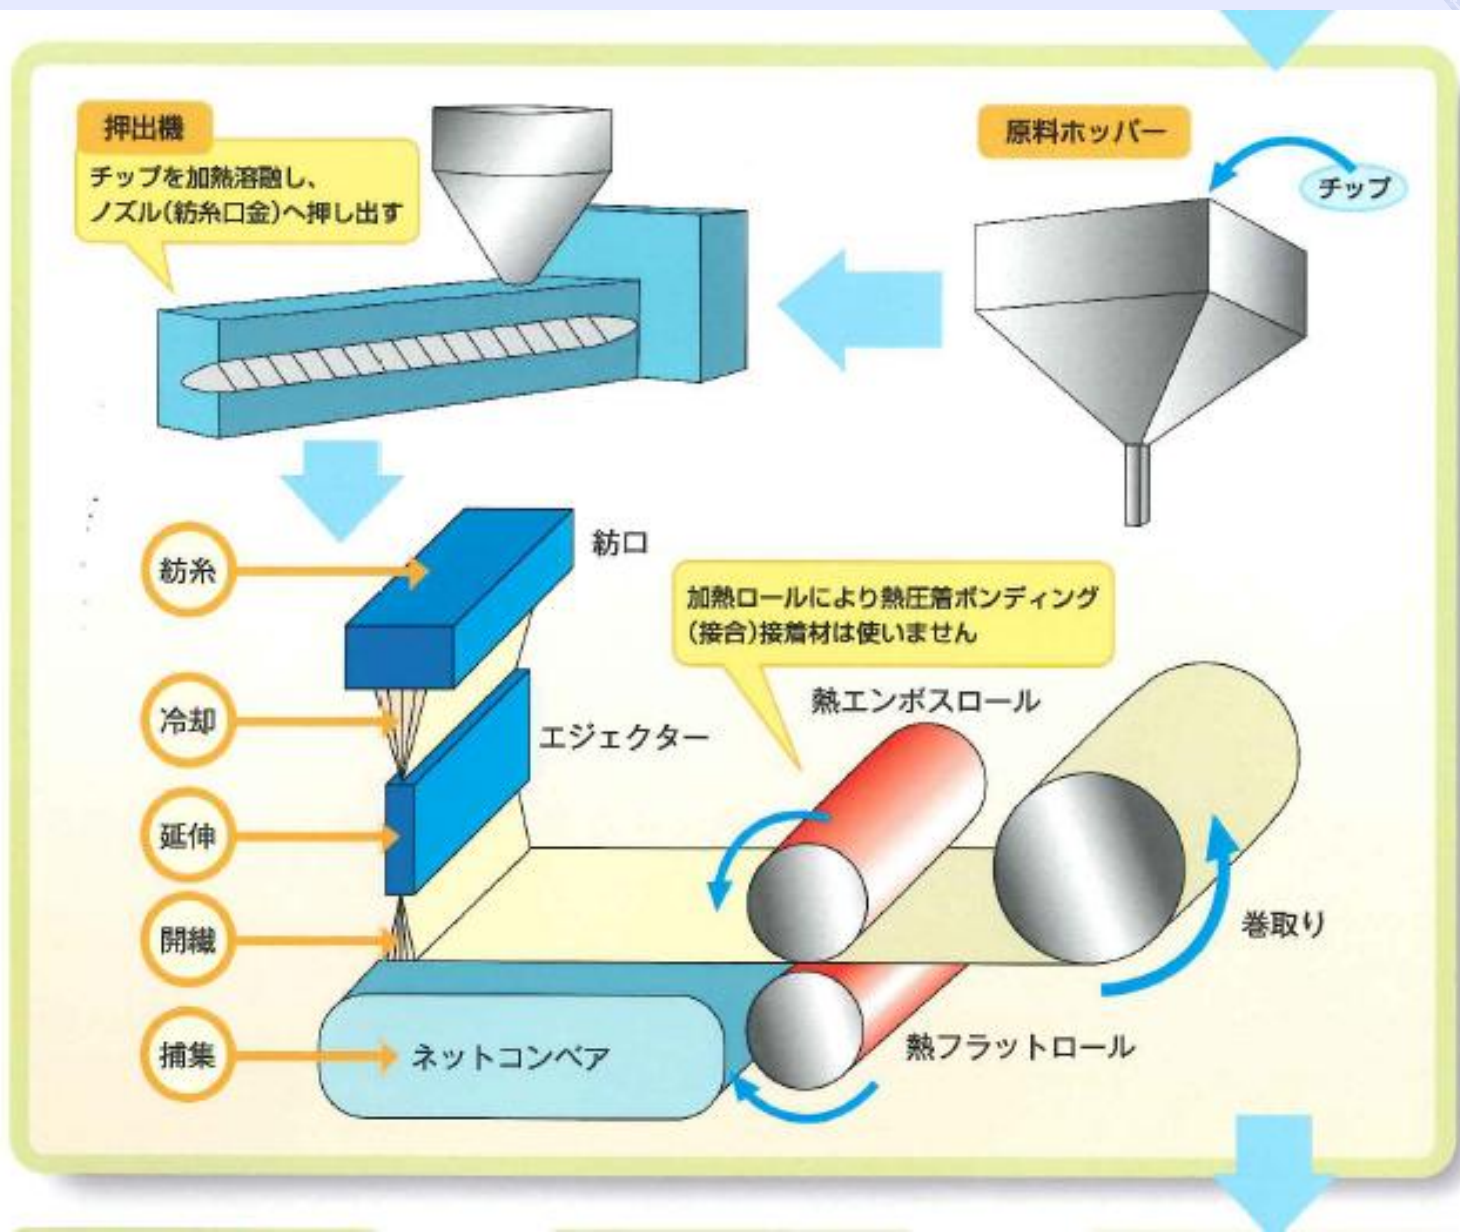 押出機
チップを加熱溶融し、
ノズル(紡糸口金)へ押し出す
原料ホッパー
チップ
紡糸
紡口
加熱ロールにより熱圧着ボンディング
(接合)接着材は使いません
冷却
エジェクター
熱エンボスロール
延伸
開繊
巻取り
捕集
ネットコンベア
熱フラットロール